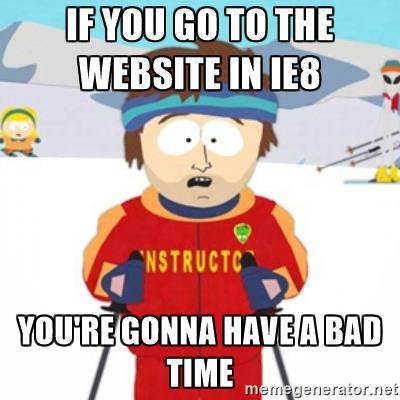 IF YOU GO TO THE
WEBSITE IN IE8
INSTRUCTO
YOU'RE GONNA HAVE A BAD
TIME
memegenerator.net